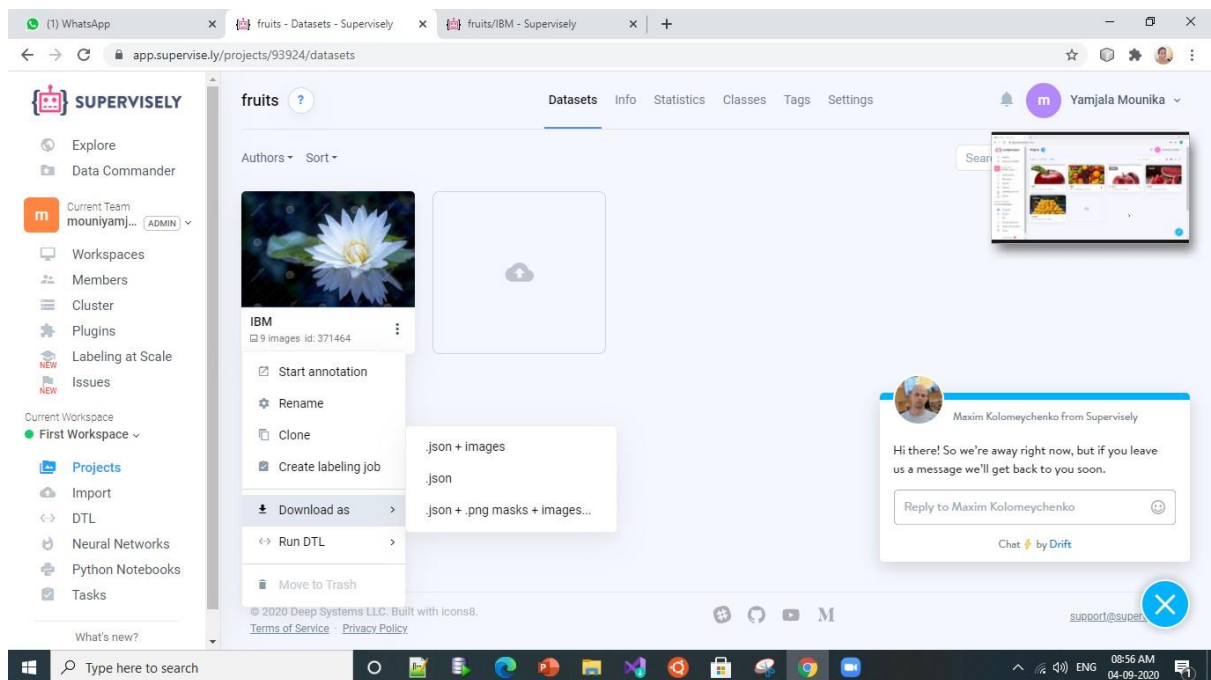 (1) WhatsApp
fruits - Datasets - Supervisely
fruits/IBM - Supervisely
app.supervise.ly/projects/93924/datasets
SUPERVISELY
fruits ?
Datasets Info Statistics Classes Tags Settings
m Yamjala Mounika
Explore
Data Commander
Authors Sort
m
Current Team
mouniyamj... ADMIN
Workspaces
Members
Cluster
Plugins
Labeling at Scale
NEW
Issues
NEW
Current Workspace
First Workspace
Projects
Import
DTL
Neural Networks
Python Notebooks
Tasks
What's new?
IBM
9 images id: 371464
Start annotation
Rename
Clone
Create labeling job
Download as
Run DTL
Move to Trash
.json + images
.json
.json + .png masks + images...
Maxim Kolomeychenko from Supervisely
Hi there! So we're away right now, but if you leave
us a message we'll get back to you soon.
Reply to Maxim Kolomeychenko
Chat by Drift
© 2020 Deep Systems LLC. Built with icons8.
Terms of Service · Privacy Policy
M
Type here to search
ENG
08:56 AM
04-09-2020